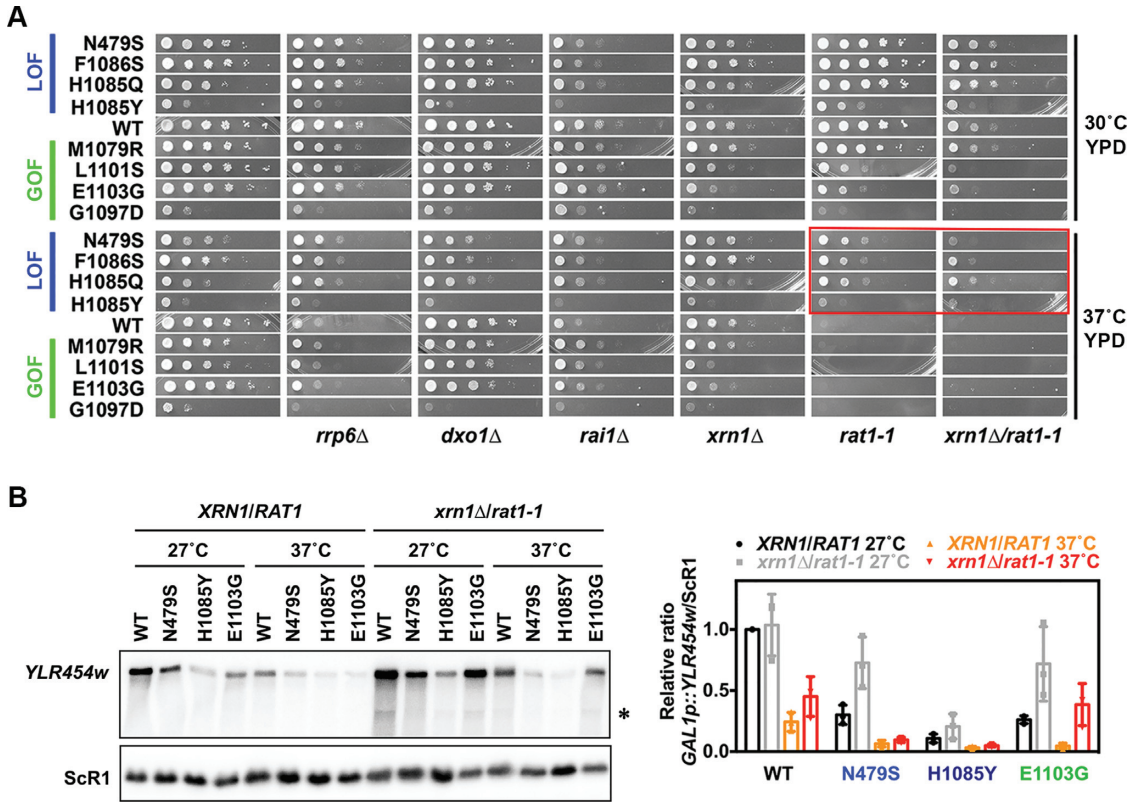 A
LOF
N479S
F1086S
H1085Q
H1085Y
WT
GOF
M1079R
L1101S
E1103G
G1097D
30˚C
YPD
LOF
N479S
F1086S
H1085Q
H1085Y
WT
GOF
M1079R
L1101S
E1103G
G1097D
37˚C
YPD
rrp6Δ dxo1Δ rai1Δ xrn1Δ rat1-1 xrn1Δ/rat1-1
B
XRN1/RAT1 xrn1Δ/rat1-1
27˚C 37˚C 27˚C 37˚C
WT N479S H1085Y E1103G WT N479S H1085Y E1103G WT N479S H1085Y E1103G WT N479S H1085Y E1103G
YLR454w
*
ScR1
XRN1/RAT1 27˚C XRN1/RAT1 37˚C
xrn1Δ/rat1-1 27˚C xrn1Δ/rat1-1 37˚C
Relative ratio
GAL1p::YLR454w/ScR1
1.0
0.5
0.0
WT N479S H1085Y E1103G